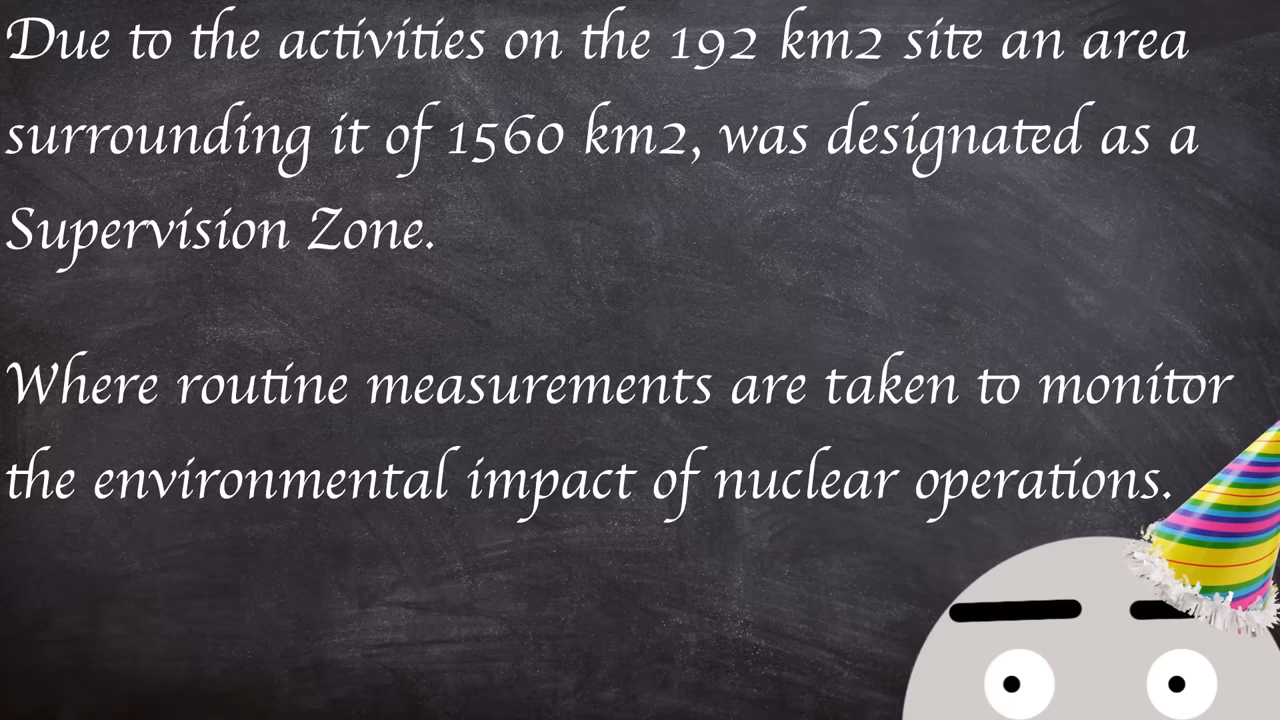 Due to the activities on the 192 km2 site an area
surrounding it of 1560 km2, was designated as a
Supervision Zone.
Where routine measurements are taken to monitor
the environmental impact of nuclear operations.